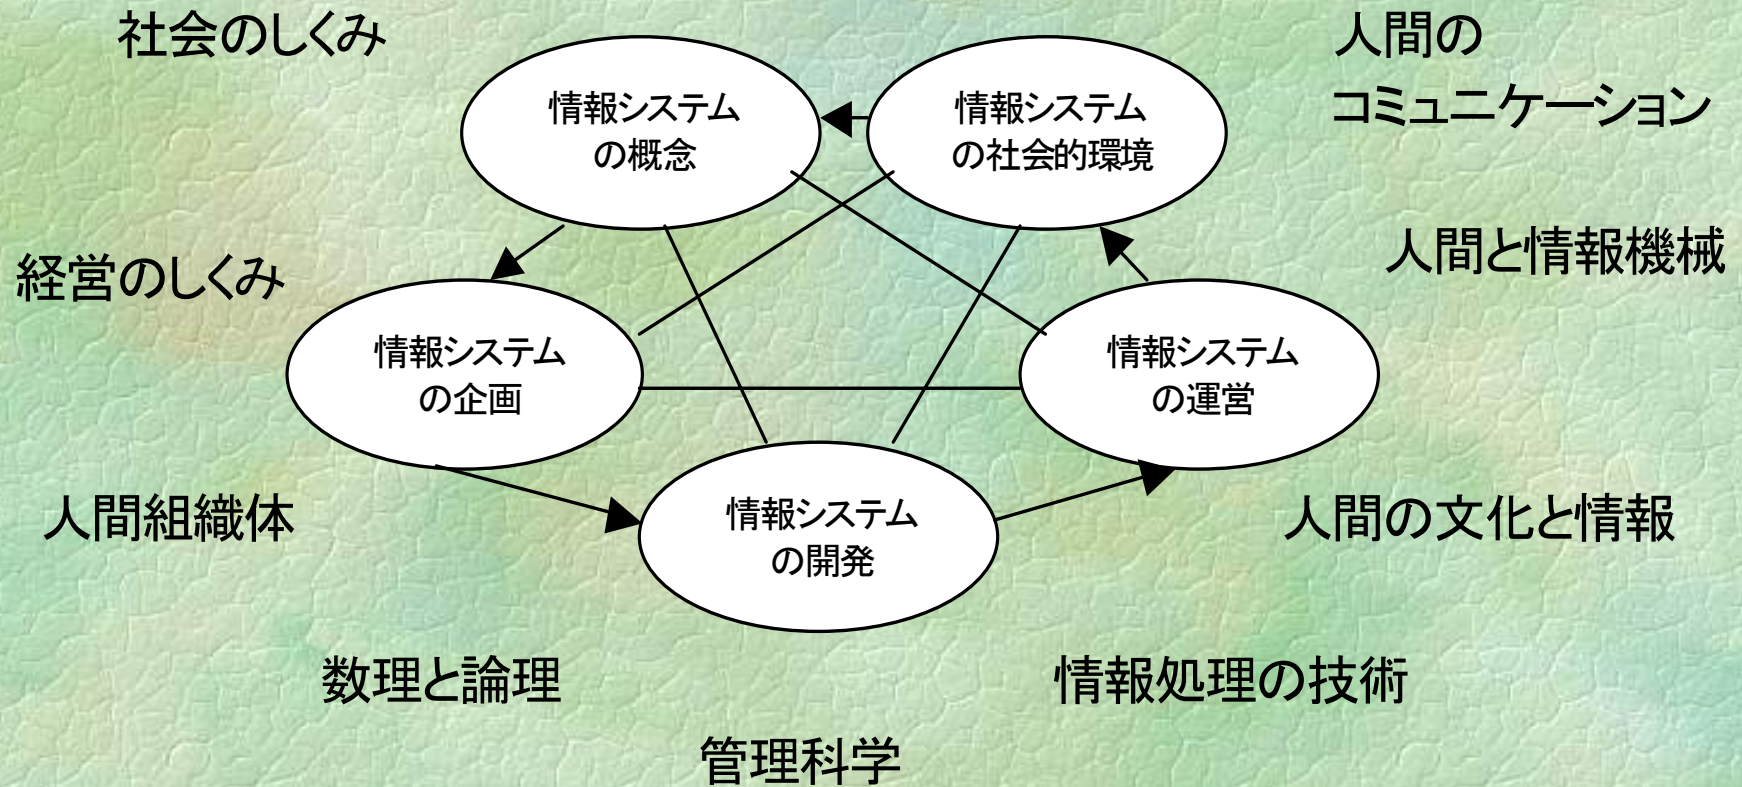 社会のしくみ
人間の
コミュニケーション
情報システム
の概念
情報システム
の社会的環境
経営のしくみ
人間と情報機械
情報システム
の企画
情報システム
の運営
人間組織体
情報システム
の開発
人間の文化と情報
数理と論理
情報処理の技術
管理科学